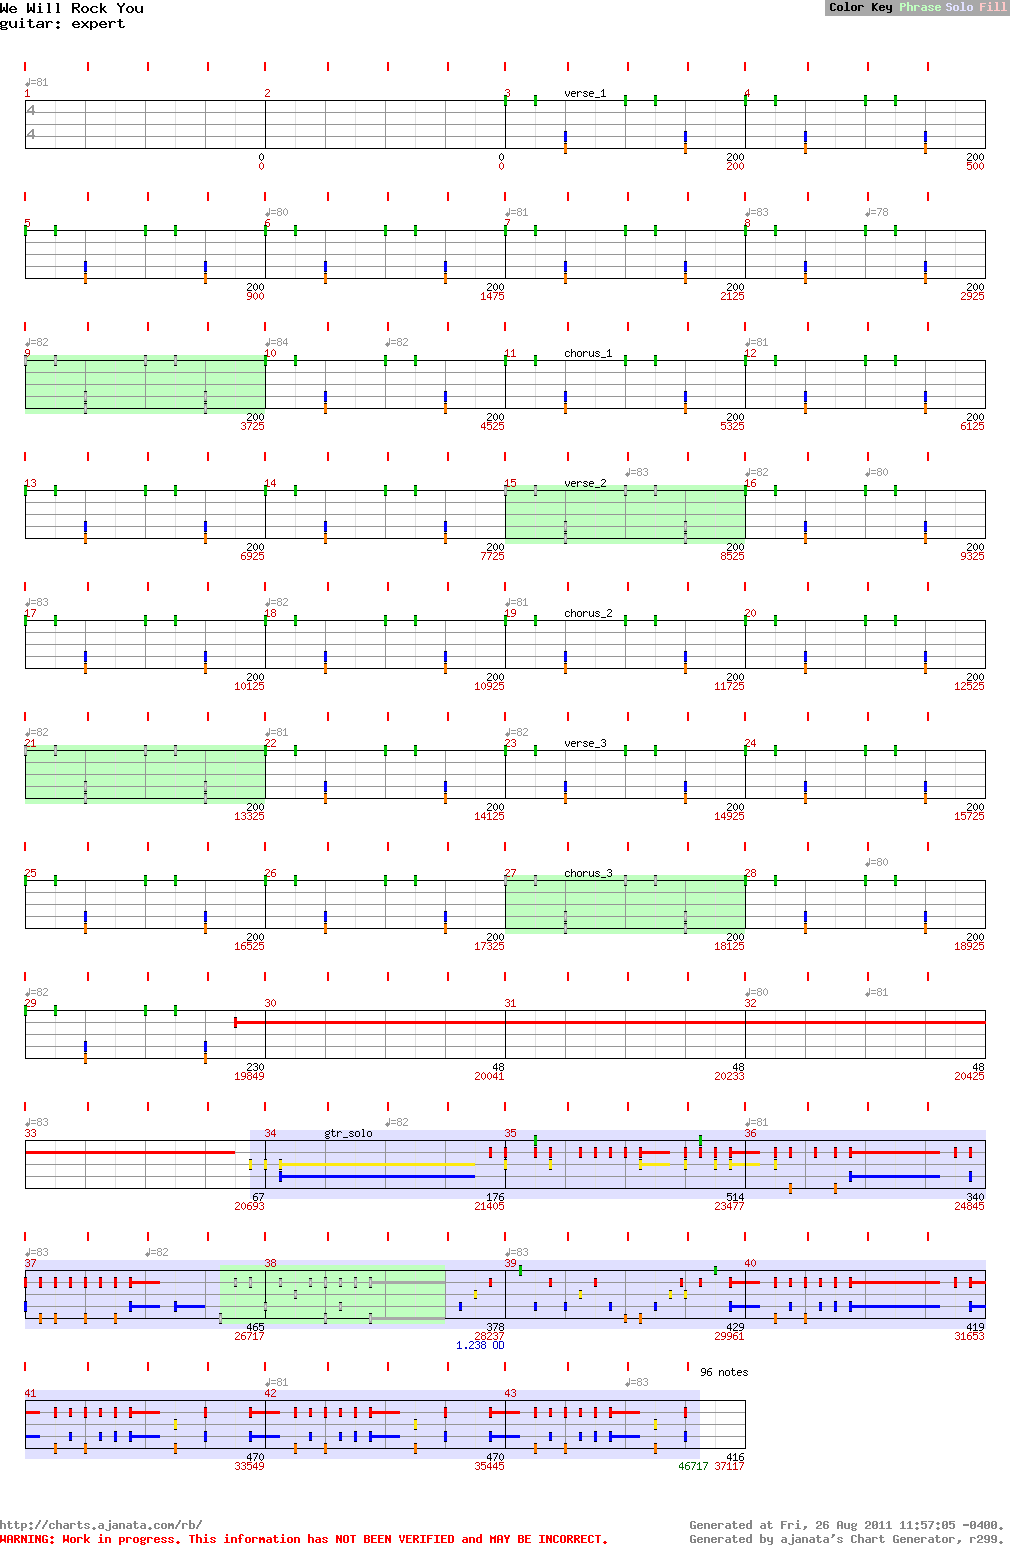 We Will Rock You
guitar: expert
Color Key Phrase Solo Fill
♩=81
1 2 3 verse_1 4
4
4
0 0 200 200
0 0 200 500
♩=80 ♩=81 ♩=83 ♩=78
5 6 7 8
200 200 200 200
900 1475 2125 2925
♩=82 ♩=84 ♩=82 ♩=81
9 10 11 chorus_1 12
200 200 200 200
3725 4525 5325 6125
♩=83 ♩=82 ♩=80
13 14 15 verse_2 16
200 200 200 200
6925 7725 8525 9325
♩=83 ♩=82 ♩=81
17 18 19 chorus_2 20
200 200 200 200
10125 10925 11725 12525
♩=82 ♩=81 ♩=82
21 22 23 verse_3 24
200 200 200 200
13325 14125 14925 15725
♩=80
25 26 27 chorus_3 28
200 200 200 200
16525 17325 18125 18925
♩=82 ♩=80 ♩=81
29 30 31 32
230 48 48 48
19849 20041 20233 20425
♩=83 ♩=82 ♩=81
33 34 gtr_solo 35 36
67 176 514 340
20693 21405 23477 24845
♩=83 ♩=82 ♩=83
37 38 39 40
465 378 429 419
26717 28237 29961 31653
1.238 OD
96 notes
♩=81 ♩=83
41 42 43
470 470 416
33549 35445 46717 37117
http://charts.ajanata.com/rb/
Generated at Fri, 26 Aug 2011 11:57:05 -0400.
WARNING: Work in progress. This information has NOT BEEN VERIFIED and MAY BE INCORRECT.
Generated by ajanata's Chart Generator, r299.